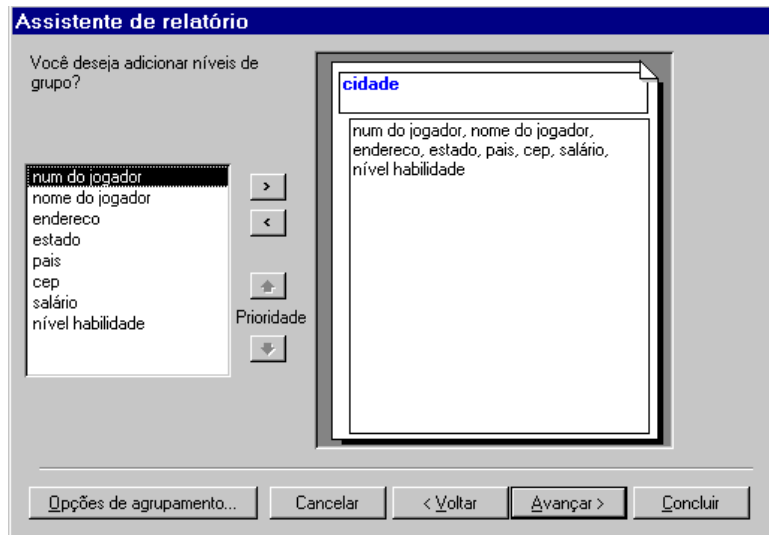 Assistente de relatório
Você deseja adicionar níveis de
grupo?
num do jogador
nome do jogador
endereco
estado
pais
cep
salário
nível habilidade
>
<
Prioridade
cidade
num do jogador, nome do jogador,
endereco, estado, pais, cep, salário,
nível habilidade
Opções de agrupamento...
Cancelar
< Voltar
Avançar >
Concluir